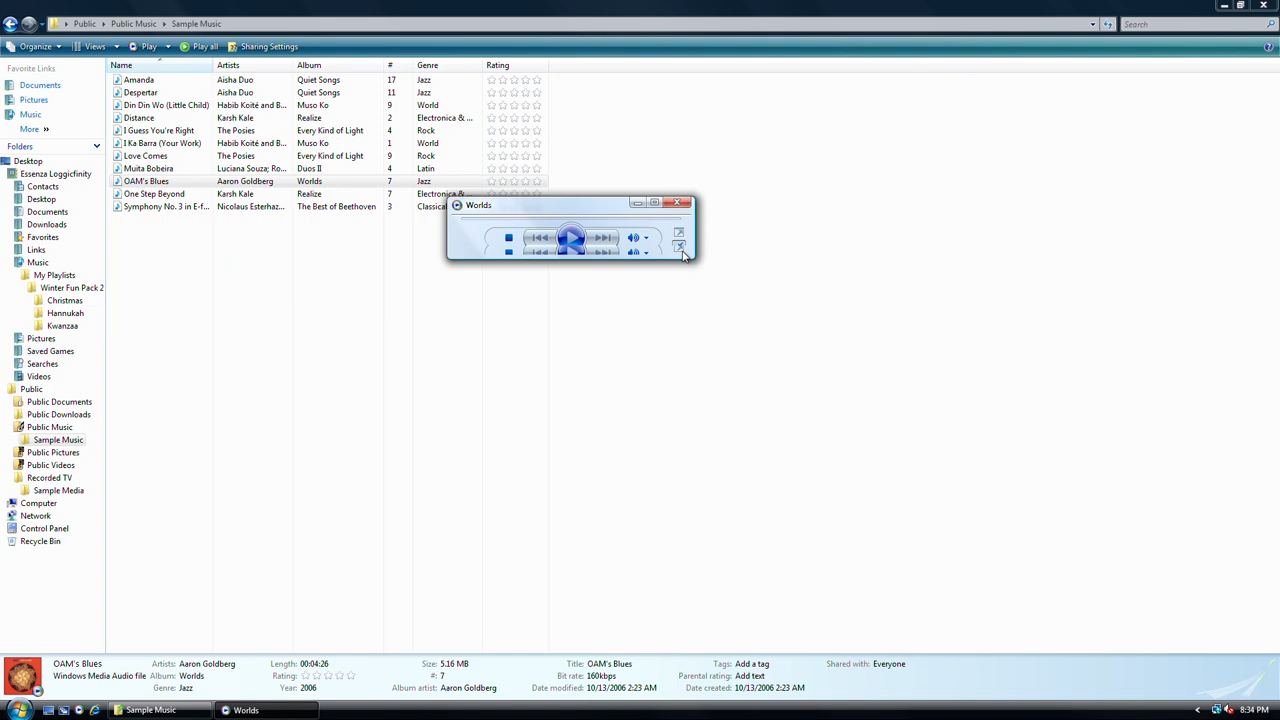 Public
Public Music
Sample Music
Search
Organize
Views
Play
Play all
Sharing Settings
Favorite Links
Documents
Pictures
Music
More »
Folders
Desktop
Essenza Loggifinity
Contacts
Desktop
Documents
Downloads
Favorites
Links
Music
My Playlists
Winter Fun Pack 2
Christmas
Hannukah
Kwanzaa
Pictures
Saved Games
Searches
Videos
Public
Public Documents
Public Downloads
Public Music
Sample Music
Public Pictures
Public Videos
Recorded TV
Sample Media
Computer
Network
Control Panel
Recycle Bin
Name Artists Album # Genre Rating
Amanda Aisha Duo Quiet Songs 17 Jazz
Despertar Aisha Duo Quiet Songs 11 Jazz
Din Din Wo (Little Child) Habib Koité and B... Muso Ko 9 World
Distance Karsh Kale Realize 2 Electronica & ...
I Guess You're Right The Posies Every Kind of Light 4 Rock
I Ka Barra (Your Work) Habib Koité and B... Muso Ko 1 World
Love Comes The Posies Every Kind of Light 9 Rock
Muita Bobeira Luciana Souza; Ro... Duos II 4 Latin
OAM's Blues Aaron Goldberg Worlds 7 Jazz
One Step Beyond Karsh Kale Realize 7 Electronica & ...
Symphony No. 3 in E-f... Nicolaus Esterhaz... The Best of Beethoven 3 Classical
Worlds
OAM's Blues Artists: Aaron Goldberg Length: 00:04:26 Size: 5.16 MB Title: OAM's Blues Tags: Add a tag Shared with: Everyone
Windows Media Audio file Album: Worlds Rating: #: 7 Bit rate: 160kbps Parental rating: Add text
Genre: Jazz Year: 2006 Album artist: Aaron Goldberg Date modified: 10/13/2006 2:23 AM Date created: 10/13/2006 2:23 AM
Sample Music
Worlds
8:34 PM